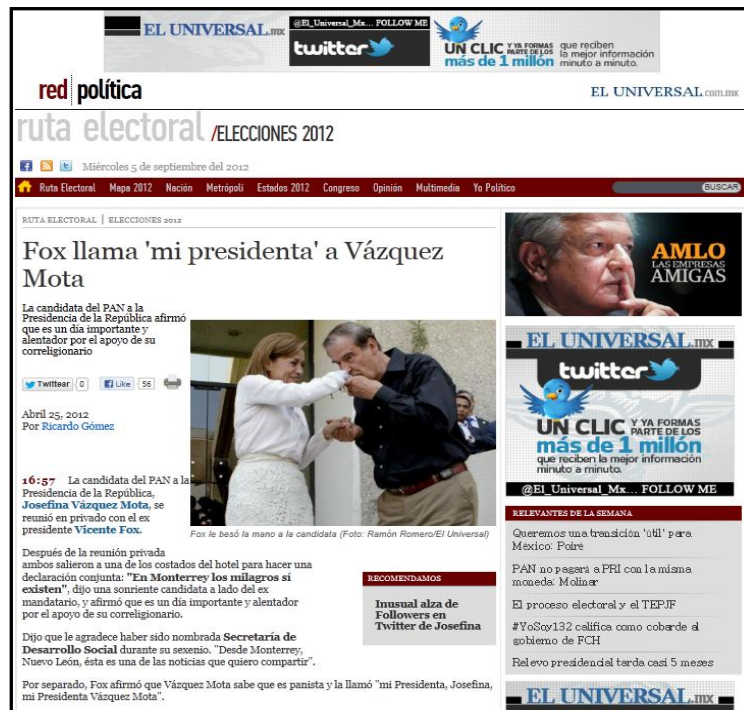 EL UNIVERSAL.mx
@El_Universal_Mx... FOLLOW ME
twitter
UN CLIC Y YA FORMAS PARTE DE LOS
más de 1 millón
que reciben
la mejor información
minuto a minuto.
red política
EL UNIVERSAL.com.mx
ruta electoral /ELECCIONES 2012
Miércoles 5 de septiembre del 2012
Ruta Electoral Mapa 2012 Nación Metrópoli Estados 2012 Congreso Opinión Multimedia Yo Político
BUSCAR
RUTA ELECTORAL | ELECCIONES 2012
Fox llama 'mi presidenta' a Vázquez
Mota
La candidata del PAN a la
Presidencia de la República afirmó
que es un día importante y
alentador por el apoyo de su
correligionario
Twittear 0 Like 56
Abril 25, 2012
Por Ricardo Gómez
16:57 La candidata del PAN a la
Presidencia de la República,
Josefina Vázquez Mota, se
reunió en privado con el ex
presidente Vicente Fox.
Fox le besó la mano a la candidata (Foto: Ramón Romero/El Universal)
Después de la reunión privada
ambos salieron a una de los costados del hotel para hacer una
declaración conjunta: "En Monterrey los milagros sí
existen", dijo una sonriente candidata a lado del ex
mandatario, y afirmó que es un día importante y alentador
por el apoyo de su correligionario.
Dijo que le agradece haber sido nombrada Secretaría de
Desarrollo Social durante su sexenio. "Desde Monterrey,
Nuevo León, ésta es una de las noticias que quiero compartir".
Por separado, Fox afirmó que Vázquez Mota sabe que es panista y la llamó "mi Presidenta, Josefina,
mi Presidenta Vázquez Mota".
RECOMENDAMOS
Inusual alza de
Followers en
Twitter de Josefina
AMLO
LAS EMPRESAS
AMIGAS
EL UNIVERSAL.mx
twitter
UN CLIC Y YA FORMAS PARTE DE LOS
más de 1 millón
que reciben la mejor información
minuto a minuto.
@El_Universal_Mx... FOLLOW ME
RELEVANTES DE LA SEMANA
Queremos una transición 'útil' para
México: Poiré
PAN no pagará a PRI con la misma
moneda: Molinar
El proceso electoral y el TEPJF
#YoSoy132 califica como cobarde al
gobierno de FCH
Relevo presidencial tarda casi 5 meses
EL UNIVERSAL.mx